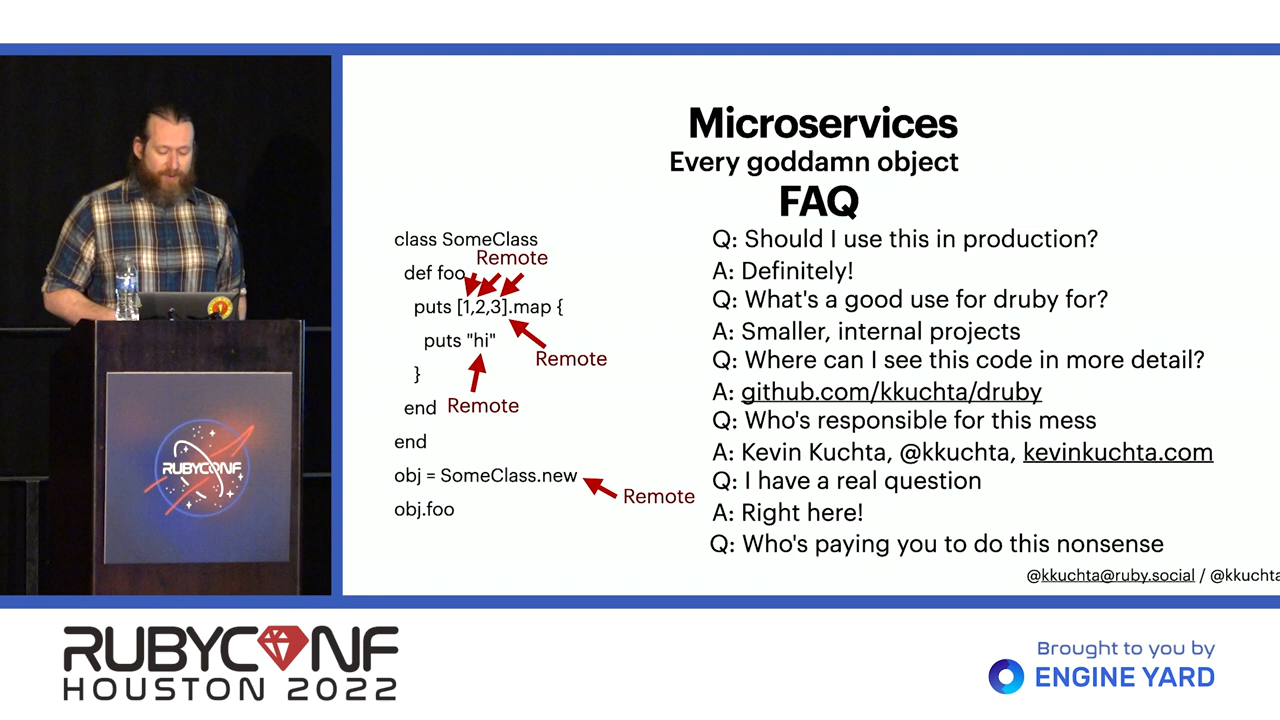 Microservices
Every goddamn object
FAQ
class SomeClass
def foo
Remote
puts [1,2,3].map {
puts "hi"
Remote
}
end
Remote
end
obj = SomeClass.new
Remote
obj.foo
Q: Should I use this in production?
A: Definitely!
Q: What's a good use for druby for?
A: Smaller, internal projects
Q: Where can I see this code in more detail?
A: github.com/kkuchta/druby
Q: Who's responsible for this mess
A: Kevin Kuchta, @kkuchta, kevinkuchta.com
Q: I have a real question
A: Right here!
Q: Who's paying you to do this nonsense
@kkuchta@ruby.social / @kkuchta
RUBYCONF
RUBYCONF
HOUSTON 2022
Brought to you by
ENGINE YARD